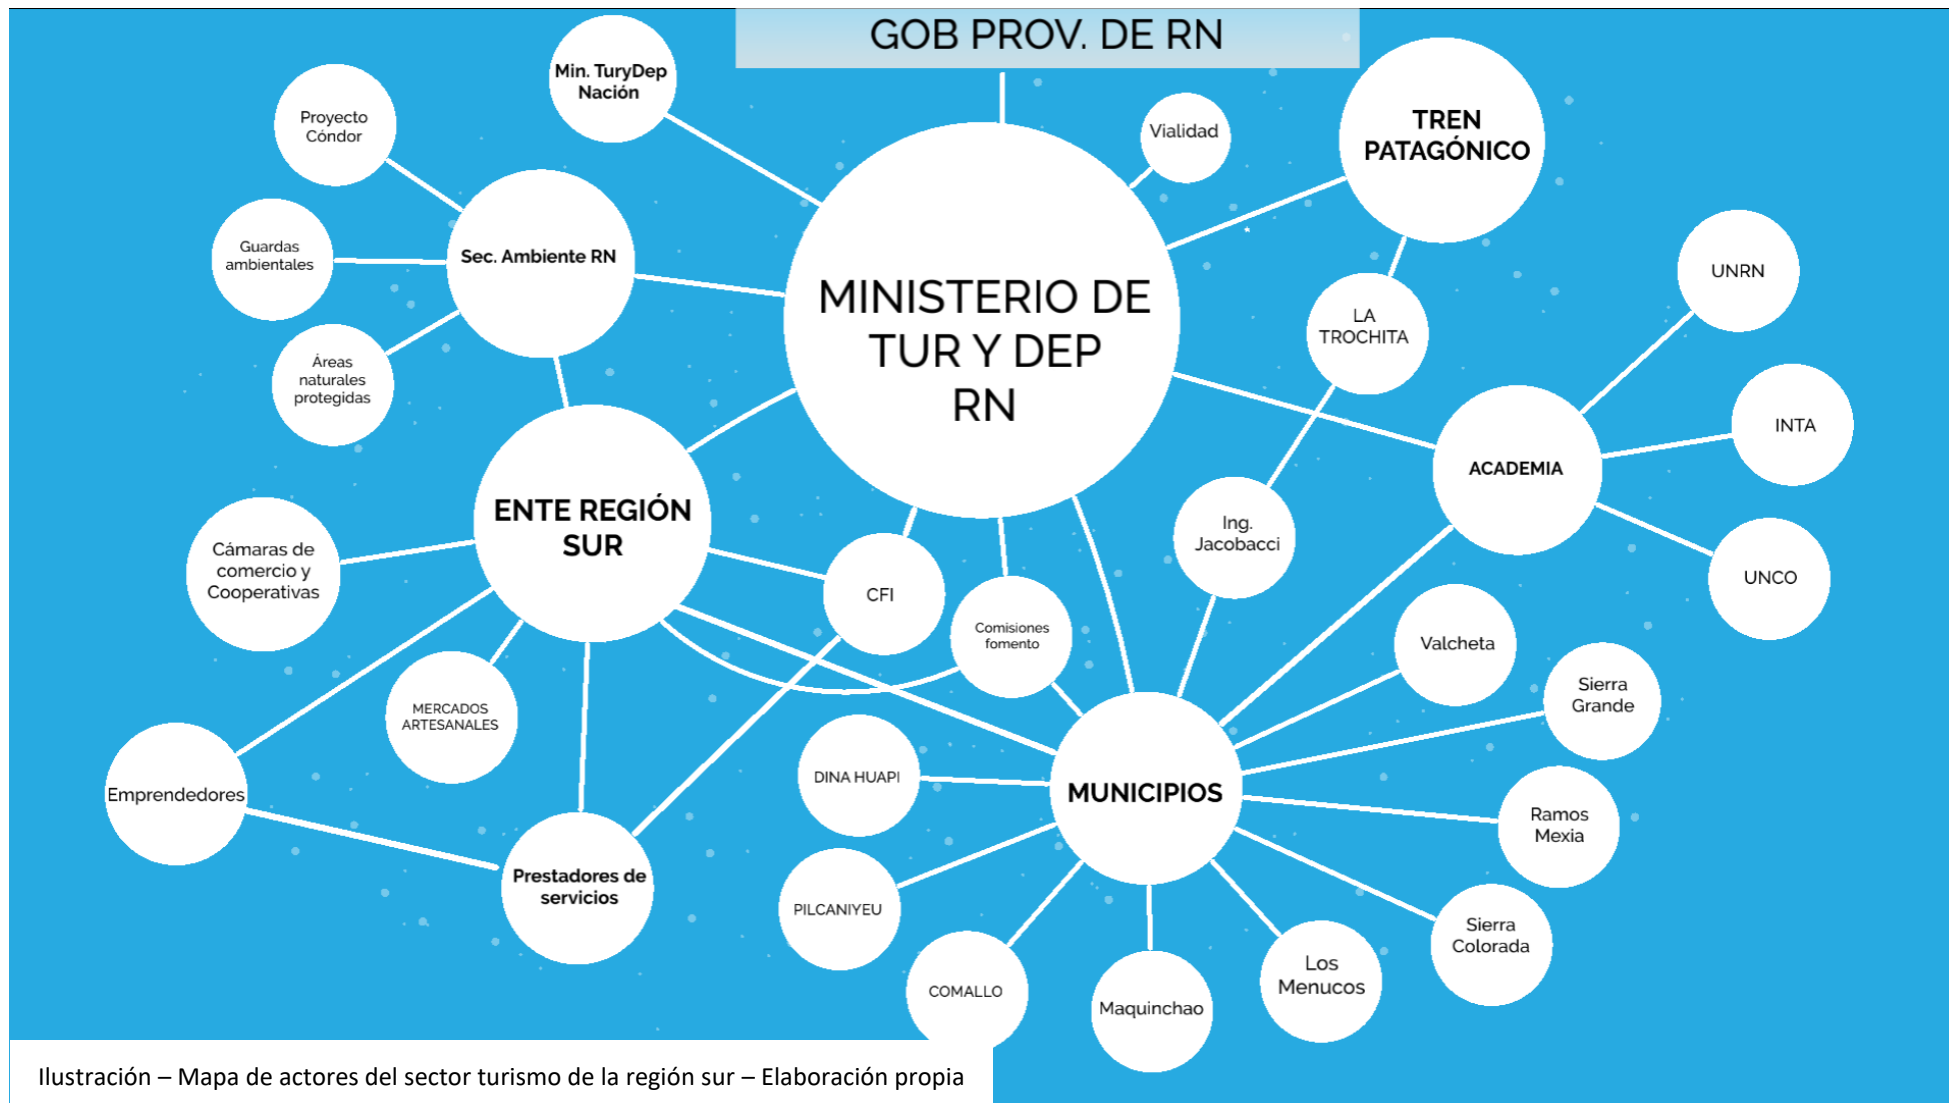 GOB PROV. DE RN
Min. TuryDep
Nación
Proyecto
Cóndor
Vialidad
TREN
PATAGÓNICO
Guardas
ambientales
Sec. Ambiente RN
UNRN
MINISTERIO DE
TUR Y DEP
RN
LA
TROCHITA
Áreas
naturales
protegidas
INTA
ACADEMIA
ENTE REGIÓN
SUR
Ing.
Jacobacci
Cámaras de
comercio y
Cooperativas
CFI
UNCO
Comisiones
fomento
Valcheta
MERCADOS
ARTESANALES
Sierra
Grande
Emprendedores
DINA HUAPI
MUNICIPIOS
Ramos
Mexia
Prestadores de
servicios
PILCANIYEU
Sierra
Colorada
COMALLO
Los
Menucos
Maquinchao
Ilustración – Mapa de actores del sector turismo de la región sur – Elaboración propia